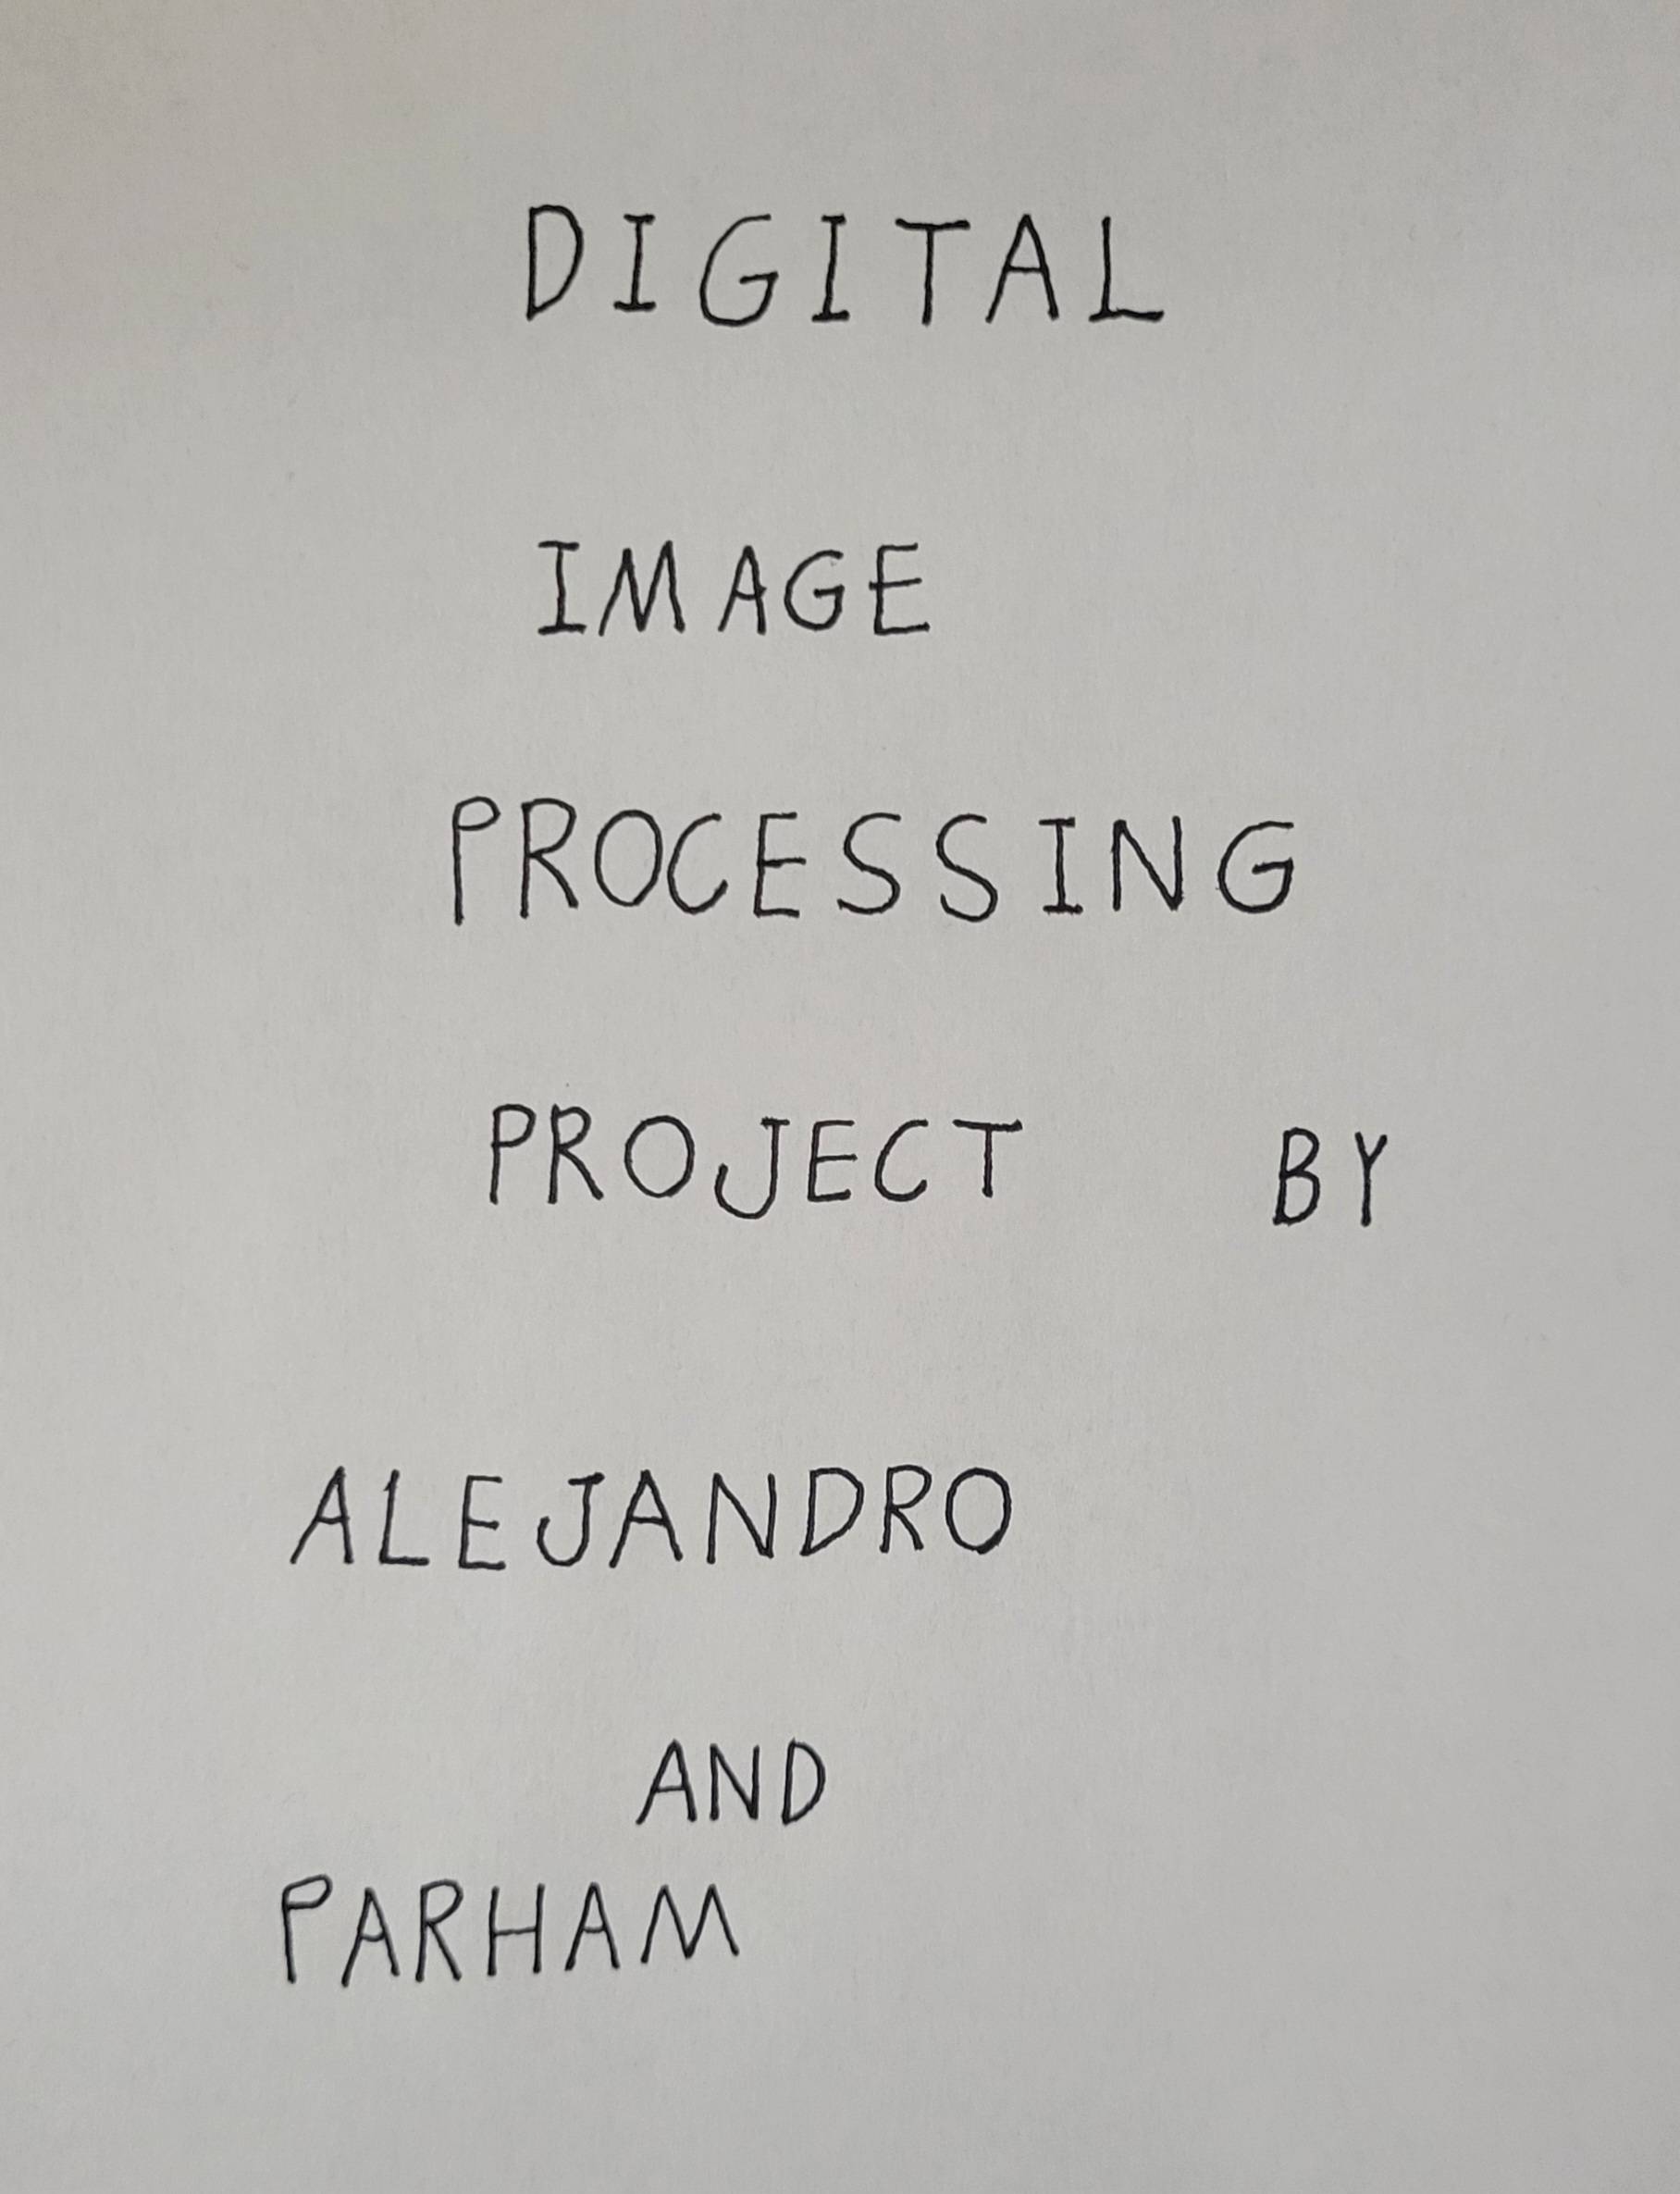 DIGITAL
IMAGE
PROCESSING
PROJECT BY
ALEJANDRO
AND
PARHAM